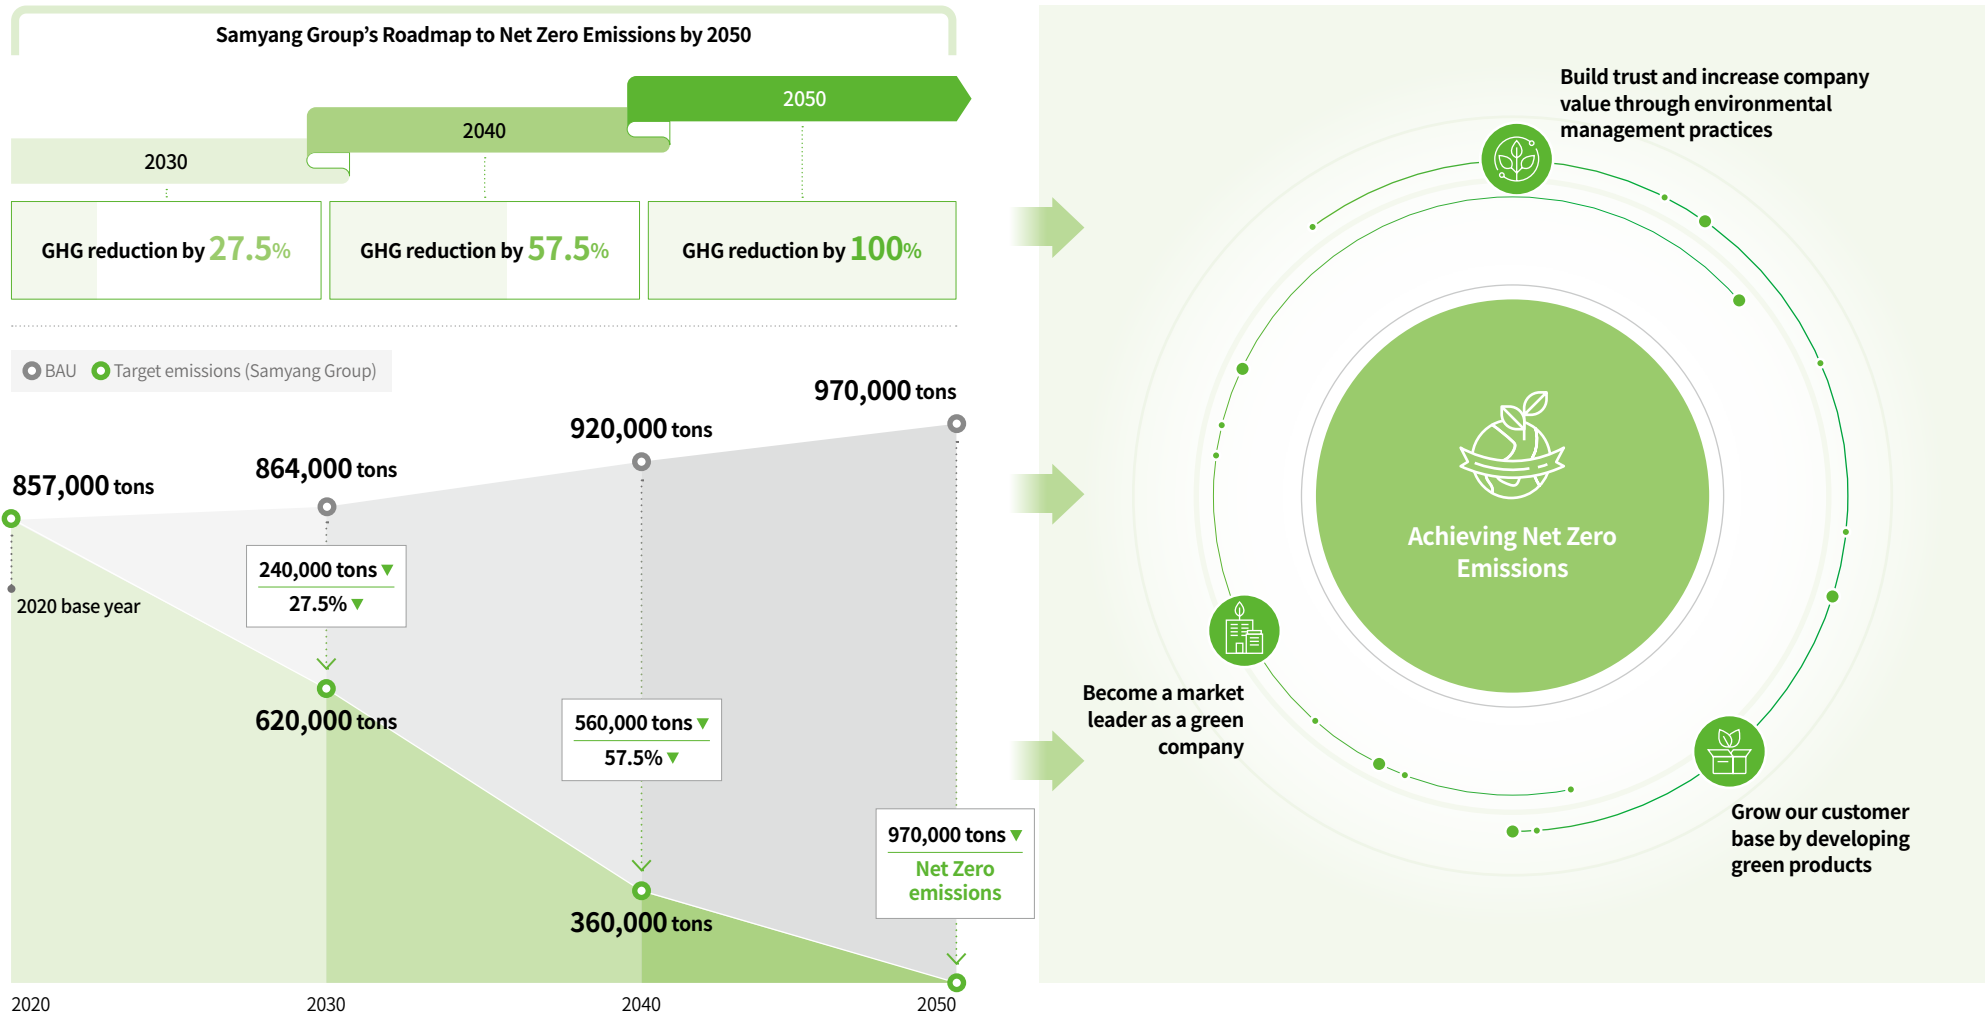 Samyang Group’s Roadmap to Net Zero Emissions by 2050
2030
2040
2050
GHG reduction by 27.5%
GHG reduction by 57.5%
GHG reduction by 100%
BAU
Target emissions (Samyang Group)
857,000 tons
864,000 tons
920,000 tons
970,000 tons
2020 base year
240,000 tons ▼
27.5% ▼
620,000 tons
560,000 tons ▼
57.5% ▼
360,000 tons
970,000 tons ▼
Net Zero
emissions
2020
2030
2040
2050
Build trust and increase company
value through environmental
management practices
Achieving Net Zero
Emissions
Become a market
leader as a green
company
Grow our customer
base by developing
green products